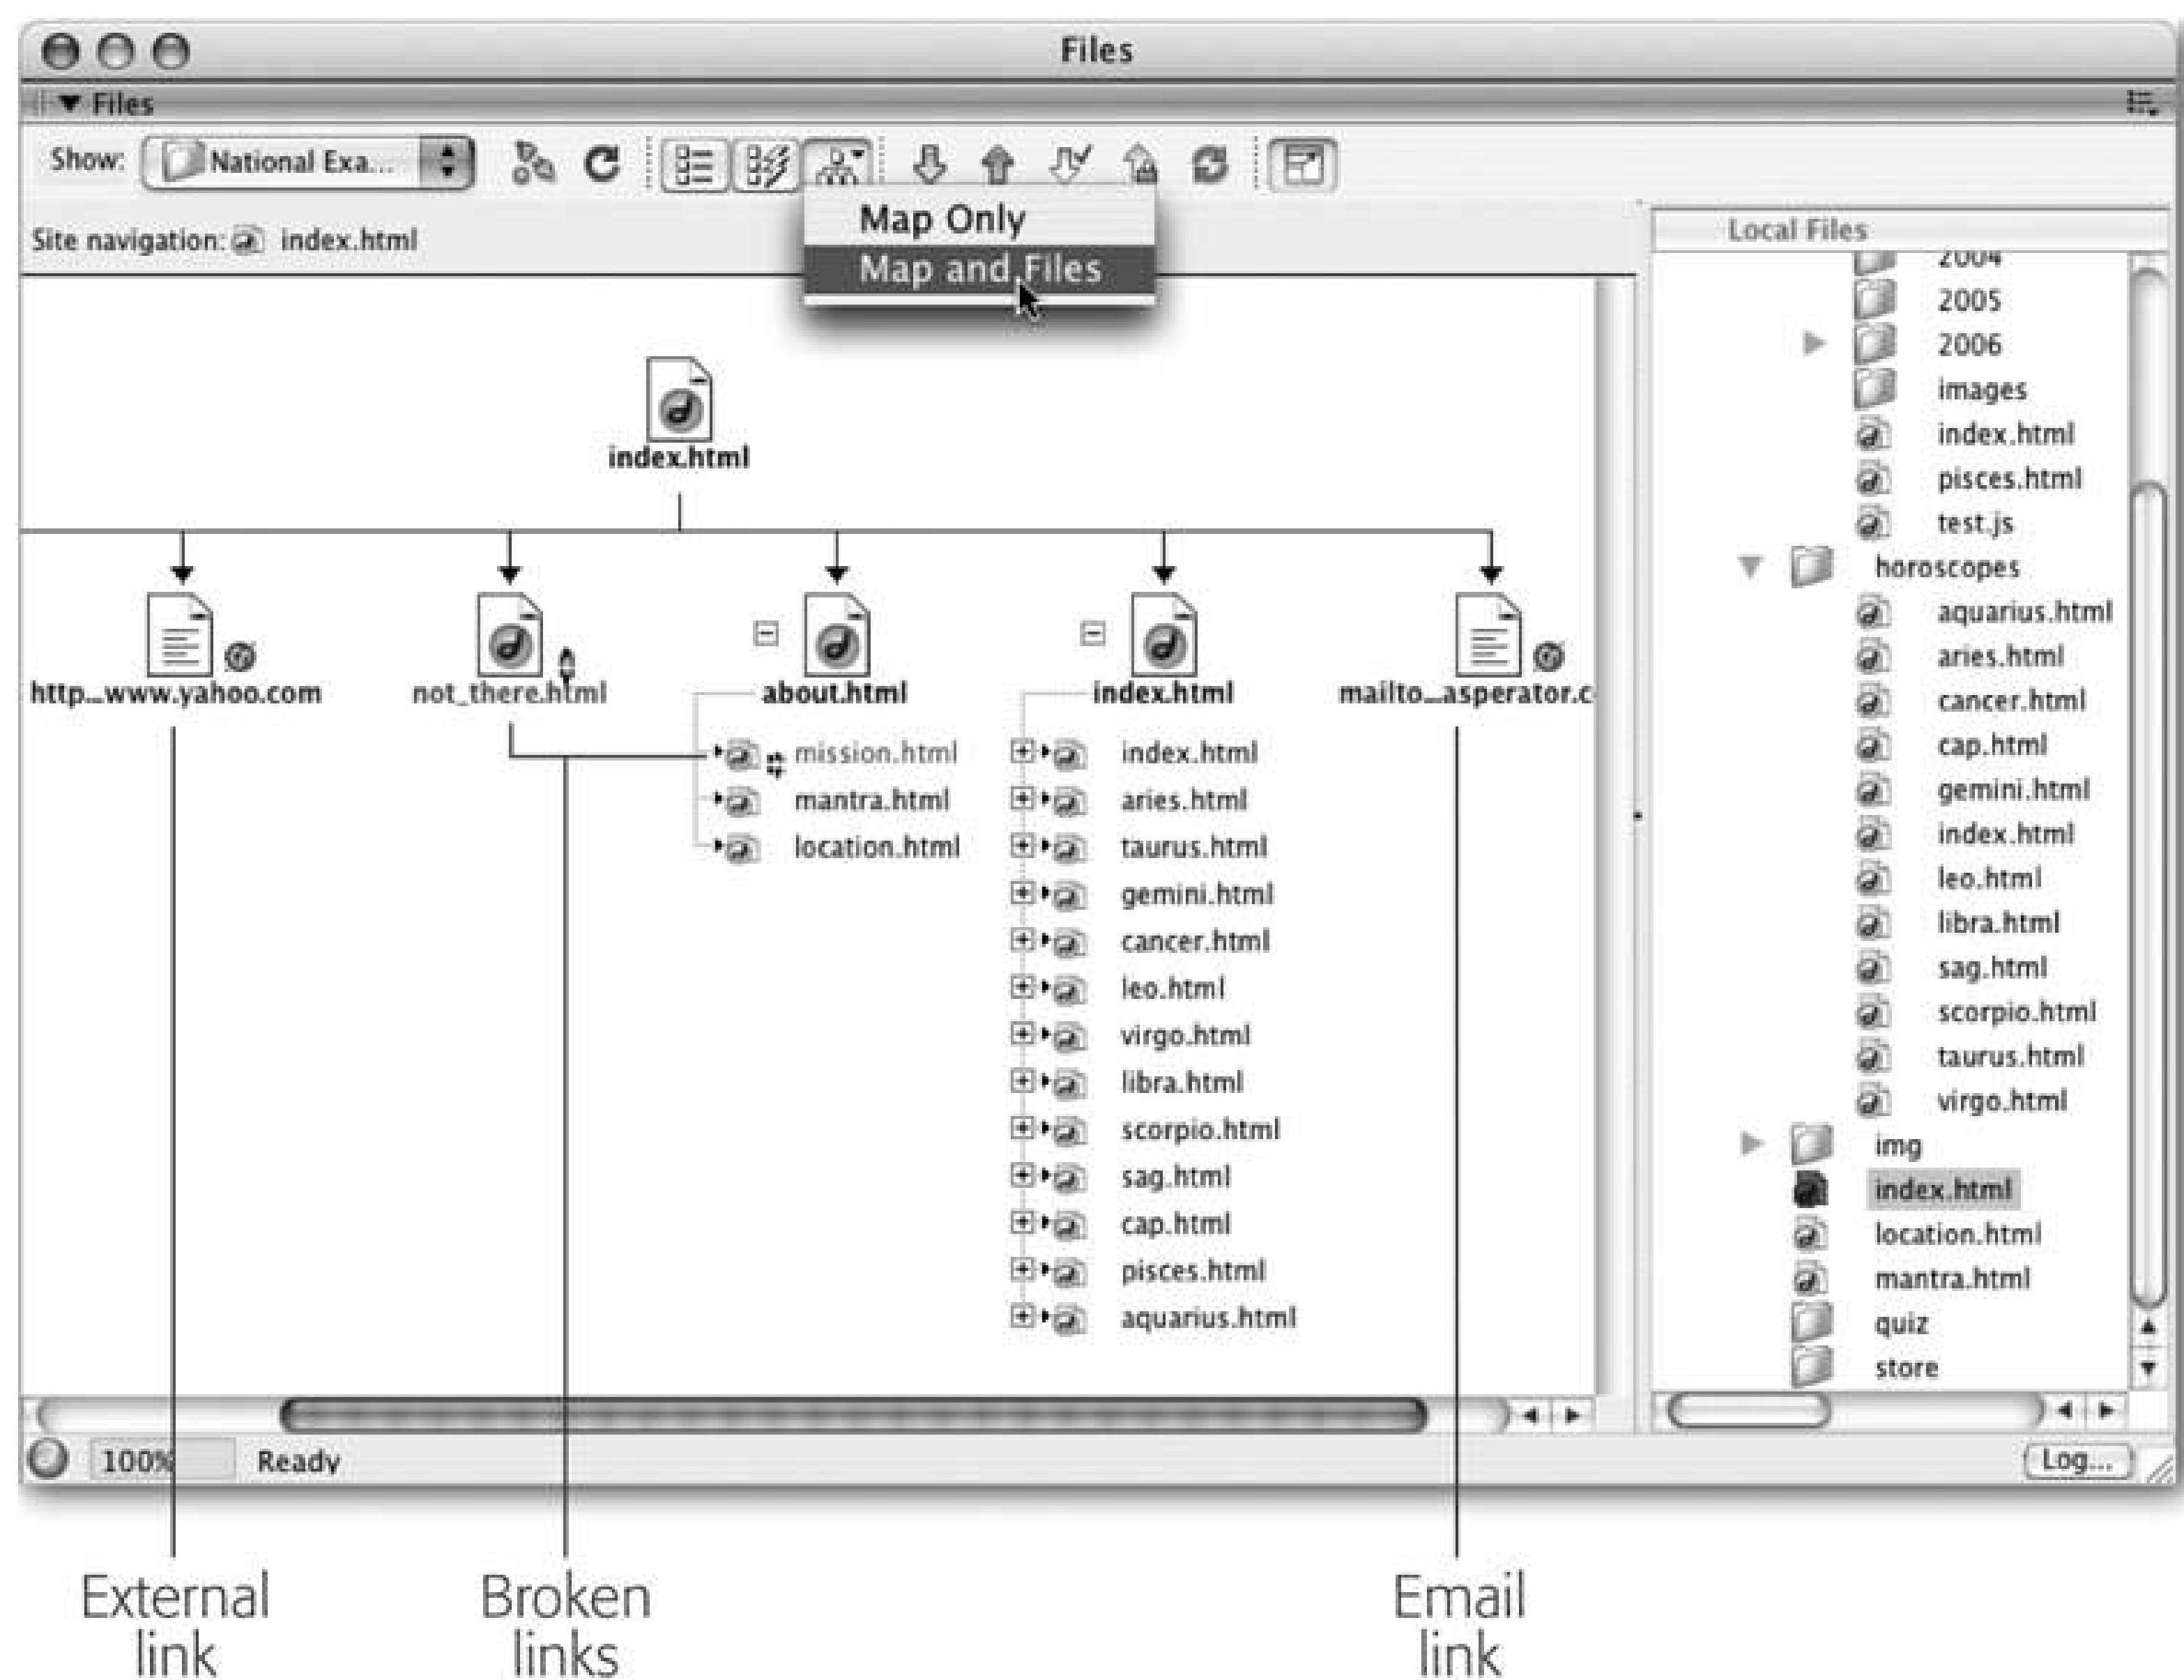 Files
Files
Show: National Exa...
Map Only
Map and Files
Site navigation: index.html
index.html
http...www.yahoo.com
not_there.html
about.html
index.html
mailto...asperator.c
mission.html
mantra.html
location.html
index.html
aries.html
taurus.html
gemini.html
cancer.html
leo.html
virgo.html
libra.html
scorpio.html
sag.html
cap.html
pisces.html
aquarius.html
Local Files
2004
2005
2006
images
index.html
pisces.html
test.js
horoscopes
aquarius.html
aries.html
cancer.html
cap.html
gemini.html
index.html
leo.html
libra.html
sag.html
scorpio.html
taurus.html
virgo.html
img
index.html
location.html
mantra.html
quiz
store
100% Ready
Log...
External
link
Broken
links
Email
link